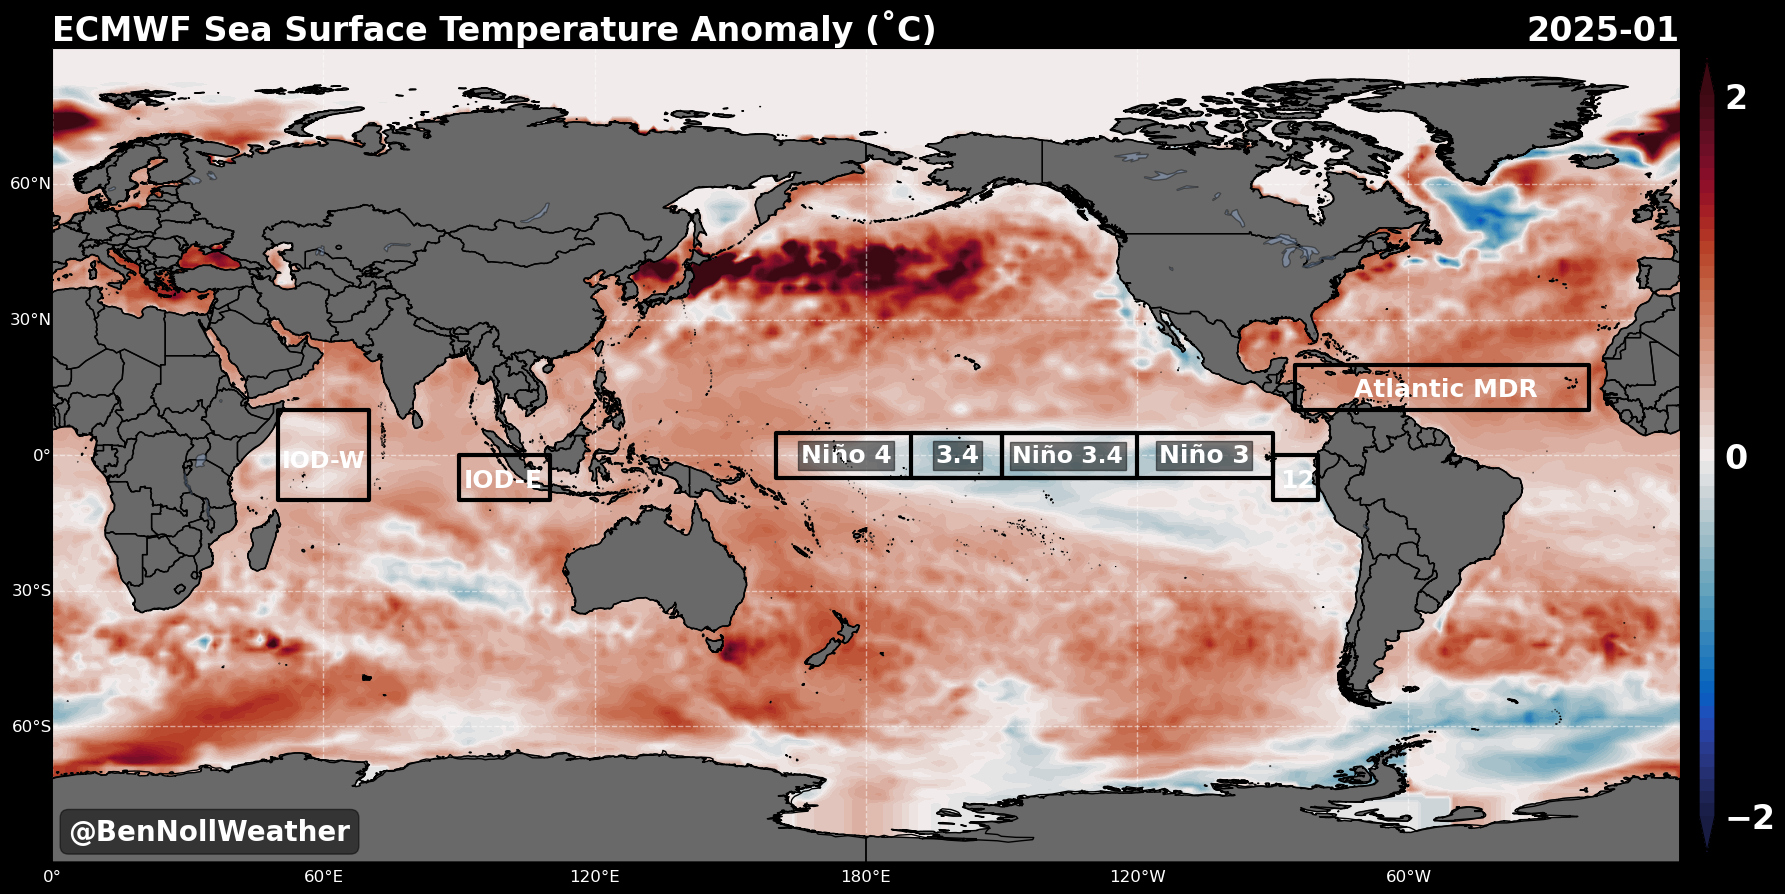 ECMWF Sea Surface Temperature Anomaly (˚C)
2025-01
2
0
−2
60°N
30°N
0°
30°S
60°S
IOD-W
IOD-E
Niño 4
3.4
Niño 3.4
Niño 3
12
Atlantic MDR
@BenNollWeather
0°
60°E
120°E
180°E
120°W
60°W